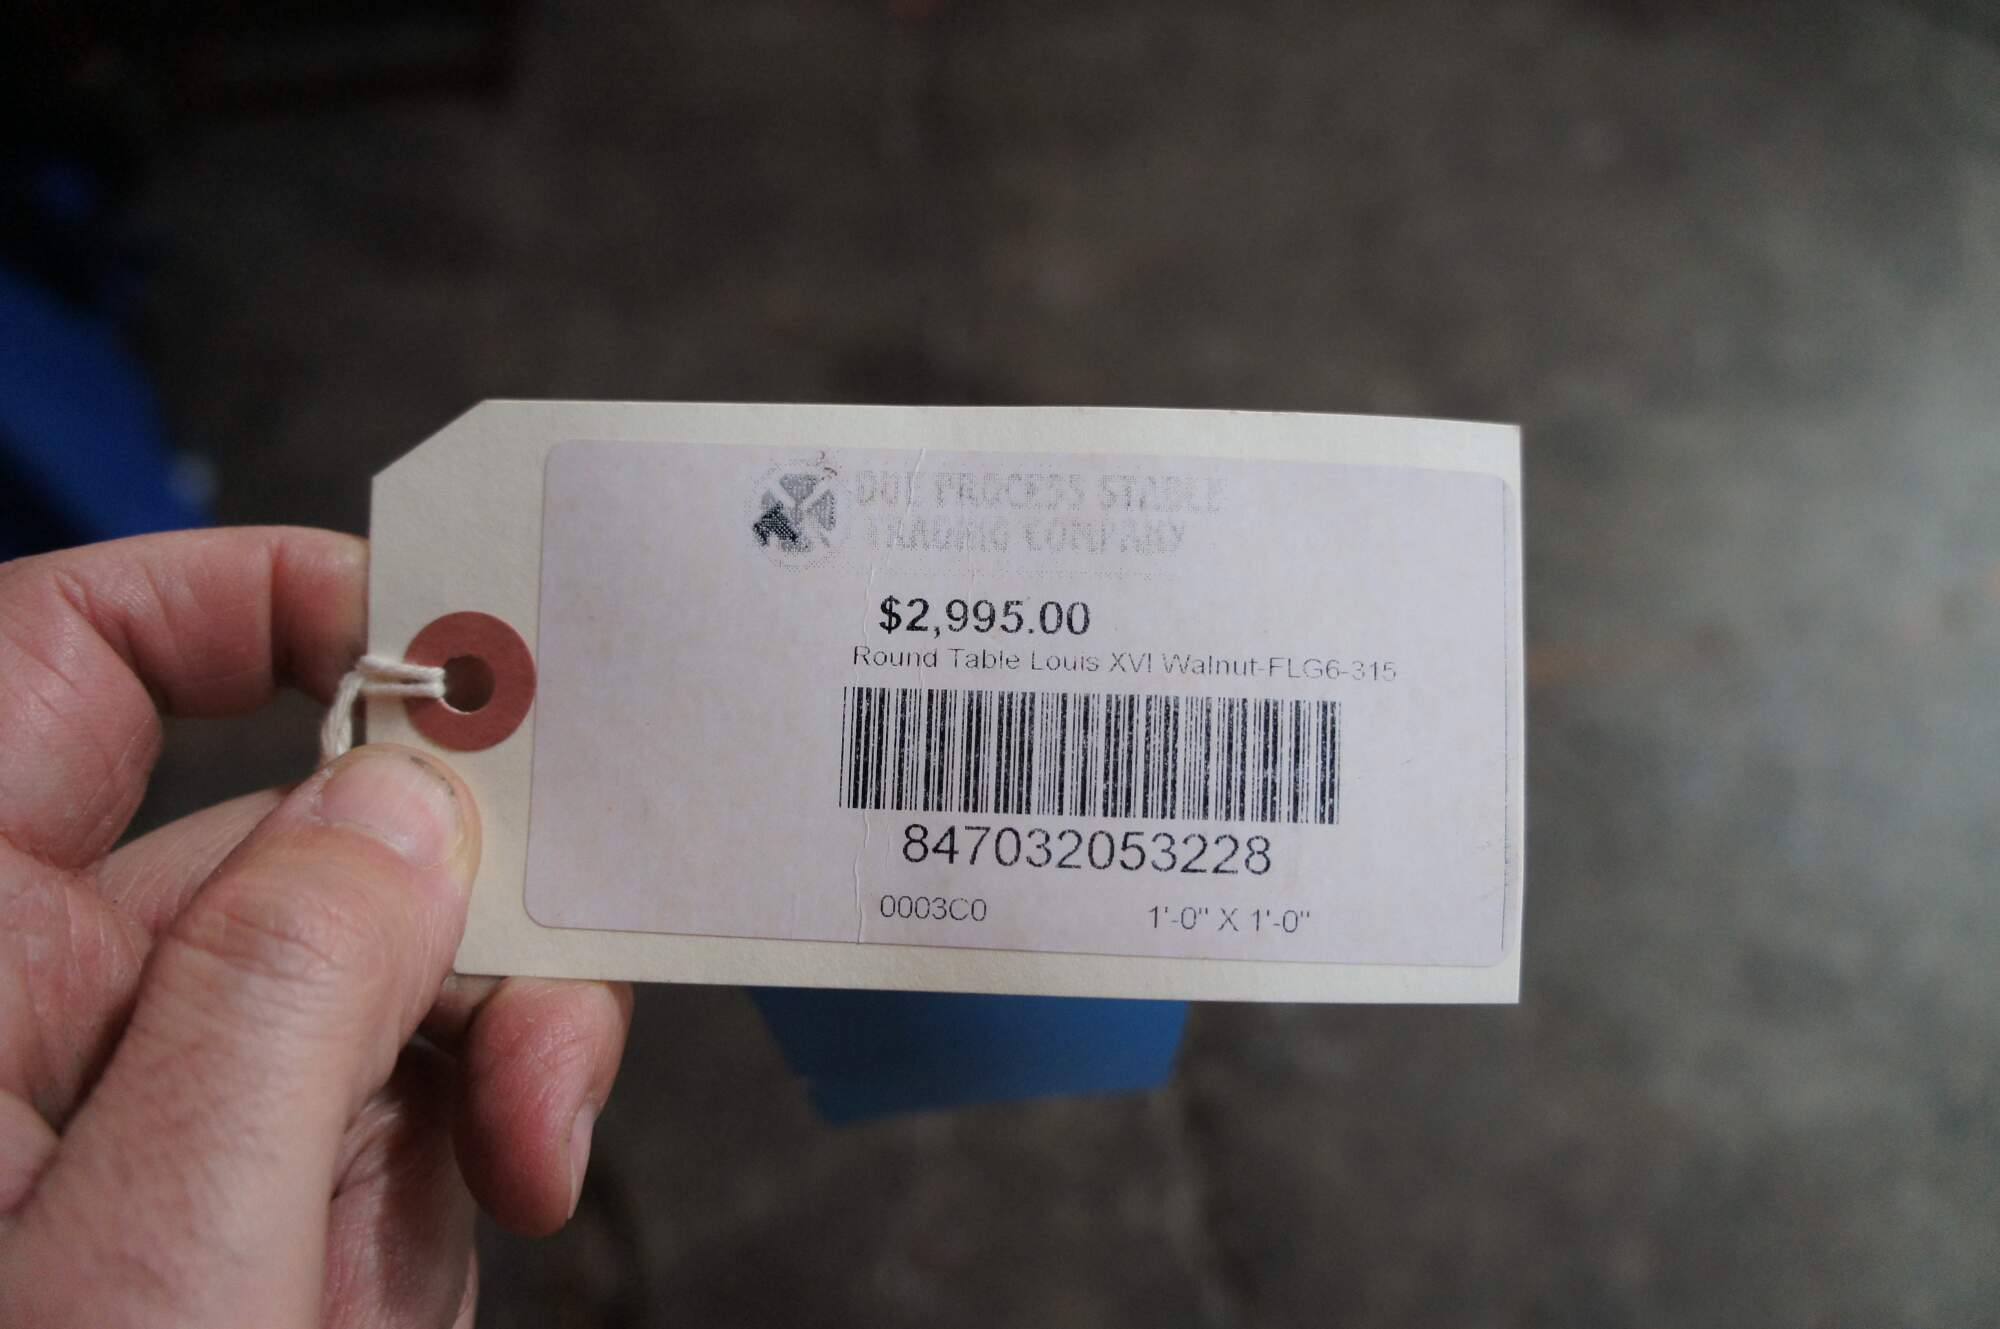 DUE PROCESS STABLE
TRADING COMPANY
$2,995.00
Round Table Louis XVI Walnut-FLG6-315
847032053228
0003C0 1'-0" X 1'-0"